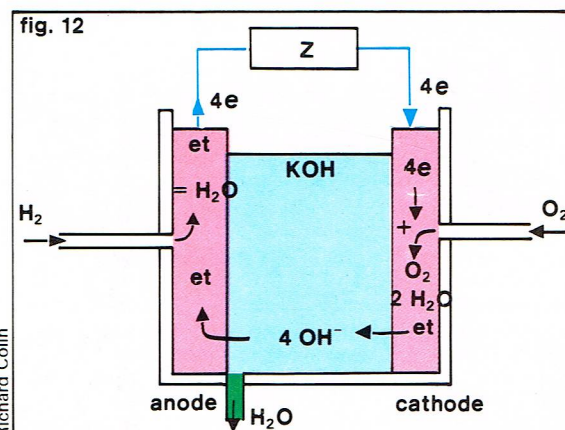 fig. 12
Z
4e
4e
et
= H₂O
KOH
4e
+
H₂
O₂
O₂
et
2 H₂O
4 OH⁻
et
anode
H₂O
cathode
Richard Colin